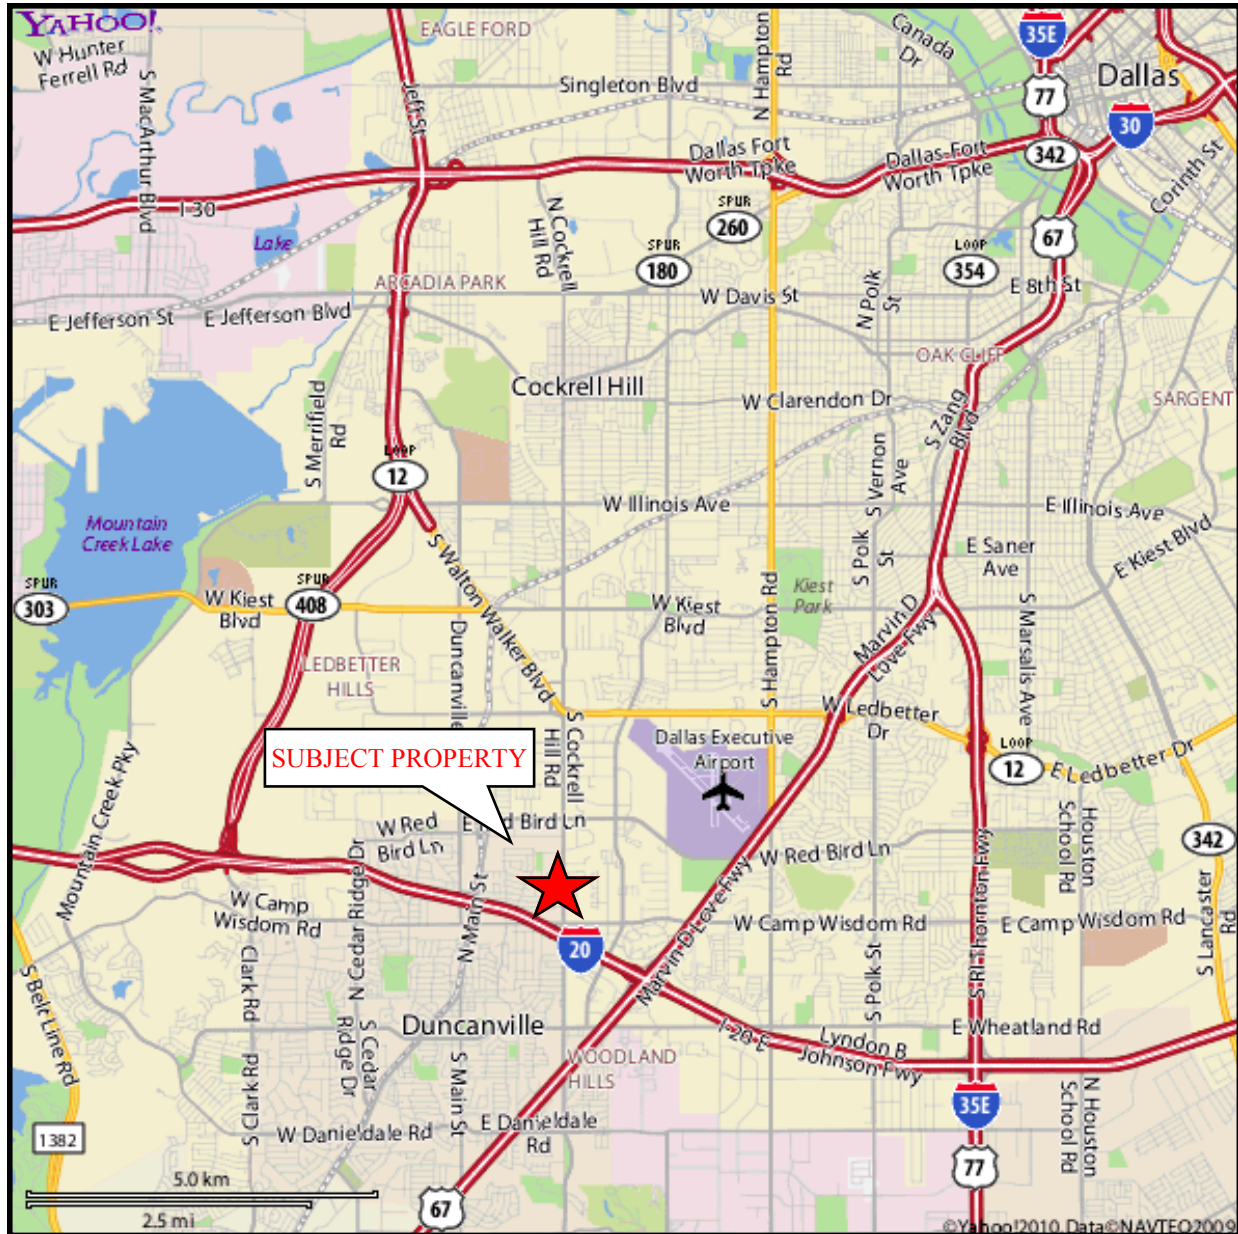 YAHOO!
EAGLE FORD
Canada
Dr
35E
W Hunter
Ferrell Rd
S MacArthur Blvd
Jeff St
Singleton Blvd
N Hampton
Rd
77
Dallas
30
342
Dallas Fort
Worth Tpke
Dallas-Fort
Worth Tpke
Corinth St
I 30
N Cockrell
Hill Rd
SPUR
260
67
Lake
SPUR
180
LOOP
354
ARCADIA PARK
W Davis St
N Polk
St
E 8th St
E Jefferson St
E Jefferson Blvd
OAK CLIFF
S Merrifield
Rd
Cockrell Hill
W Clarendon Dr
S Zang
Blvd
SARGENT
LOOP
12
S Vernon
Ave
W Illinois Ave
E Illinois Ave
Mountain
Creek Lake
S Walton Walker Blvd
S Polk
St
E Saner
Ave
E Kiest Blvd
SPUR
303
W Kiest
Blvd
SPUR
408
W Kiest
Blvd
Kiest
Park
S Hampton Rd
Marvin D
Love Fwy
S Marsalis Ave
Duncanville
LEDBETTER
HILLS
W Ledbetter
Dr
S Cockrell
Hill Rd
Dallas Executive
Airport
LOOP
12
E Ledbetter Dr
SUBJECT PROPERTY
Mountain Creek Pky
W Red
Bird Ln
E Red Bird Ln
W Red Bird Ln
Houston
School Rd
342
N Cedar Ridge Dr
N Main St
W Camp
Wisdom Rd
W Camp Wisdom Rd
E Camp Wisdom Rd
S Lancaster
Rd
Marvin D Love Fwy
S RL Thornton Fwy
20
Clark Rd
S Belt Line Rd
S Polk St
Duncanville
I-20 E
Lyndon B
Johnson Fwy
E Wheatland Rd
S Cedar
Ridge Dr
WOODLAND
HILLS
S Clark Rd
S Main St
35E
N Houston
School Rd
1382
W Danieldale Rd
E Danieldale
Rd
77
5.0 km
2.5 mi
67
©Yahoo!2010, Data©NAVTEQ2009